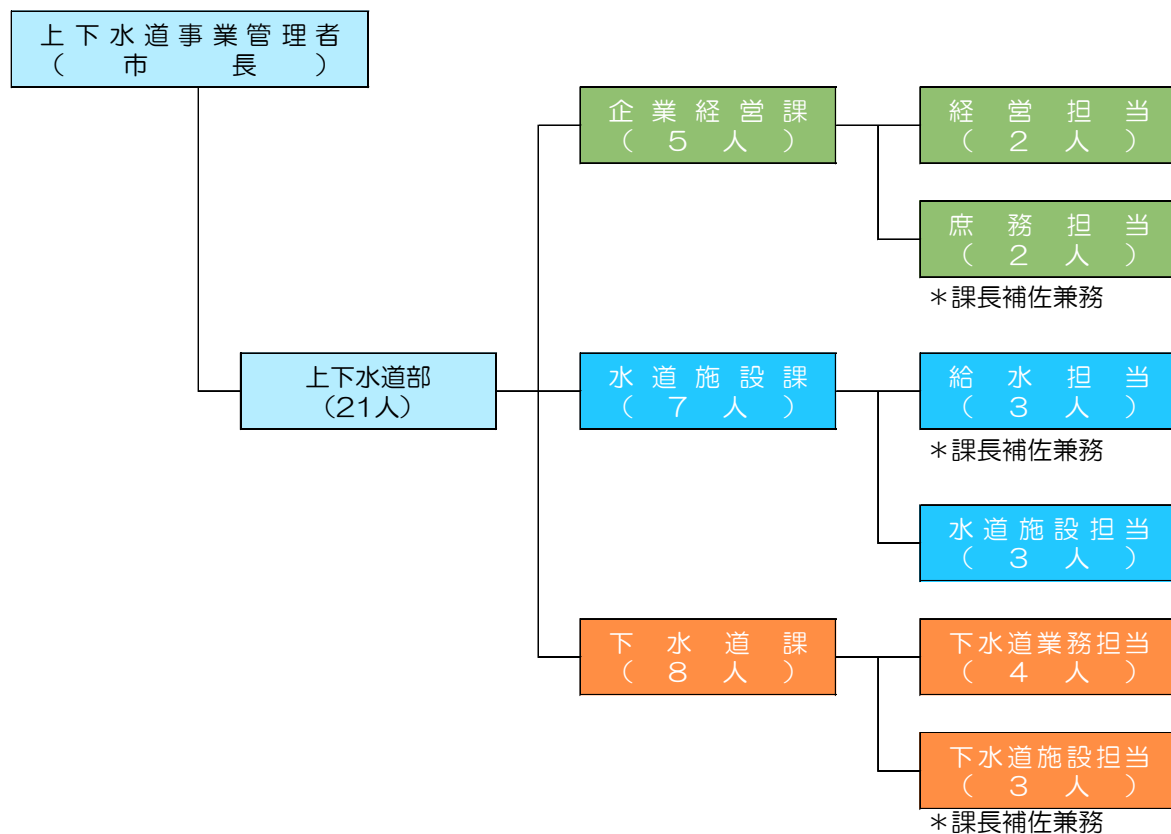 上下水道事業管理者
（市長）
企業経営課
（５人）
経営担当
（２人）
庶務担当
（２人）
＊課長補佐兼務
上下水道部
（21人）
水道施設課
（７人）
給水担当
（３人）
＊課長補佐兼務
水道施設担当
（３人）
下水道課
（８人）
下水道業務担当
（４人）
下水道施設担当
（３人）
＊課長補佐兼務